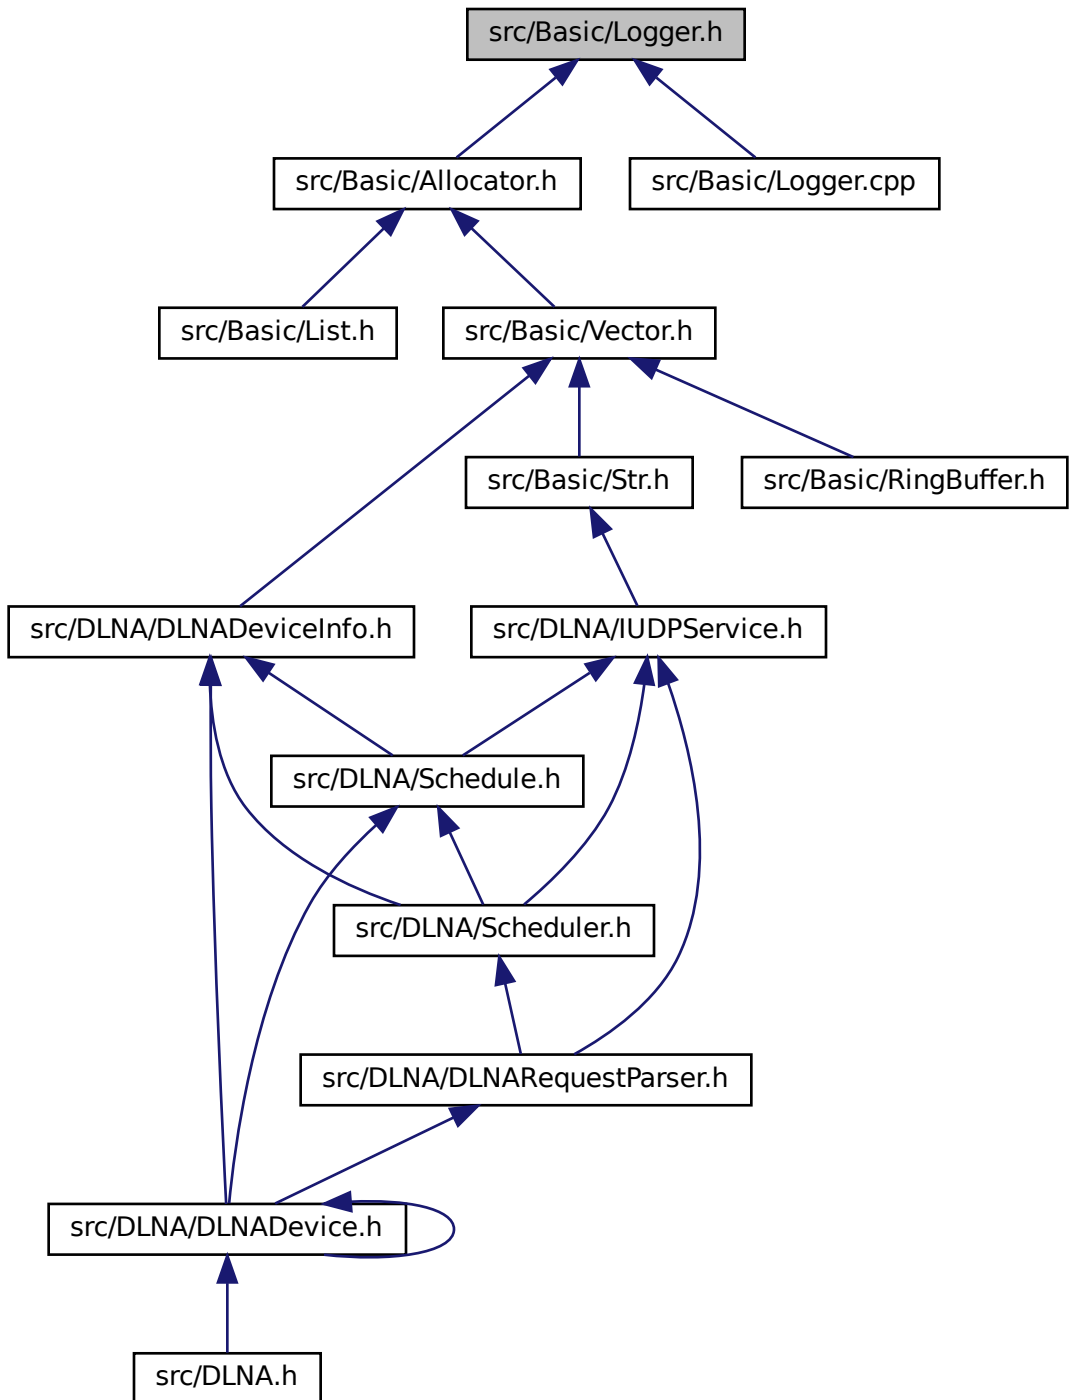 src/Basic/Logger.h
src/Basic/Allocator.h
src/Basic/Logger.cpp
src/Basic/List.h
src/Basic/Vector.h
src/Basic/Str.h
src/Basic/RingBuffer.h
src/DLNA/DLNADeviceInfo.h
src/DLNA/IUDPService.h
src/DLNA/Schedule.h
src/DLNA/Scheduler.h
src/DLNA/DLNARequestParser.h
src/DLNA/DLNADevice.h
src/DLNA.h